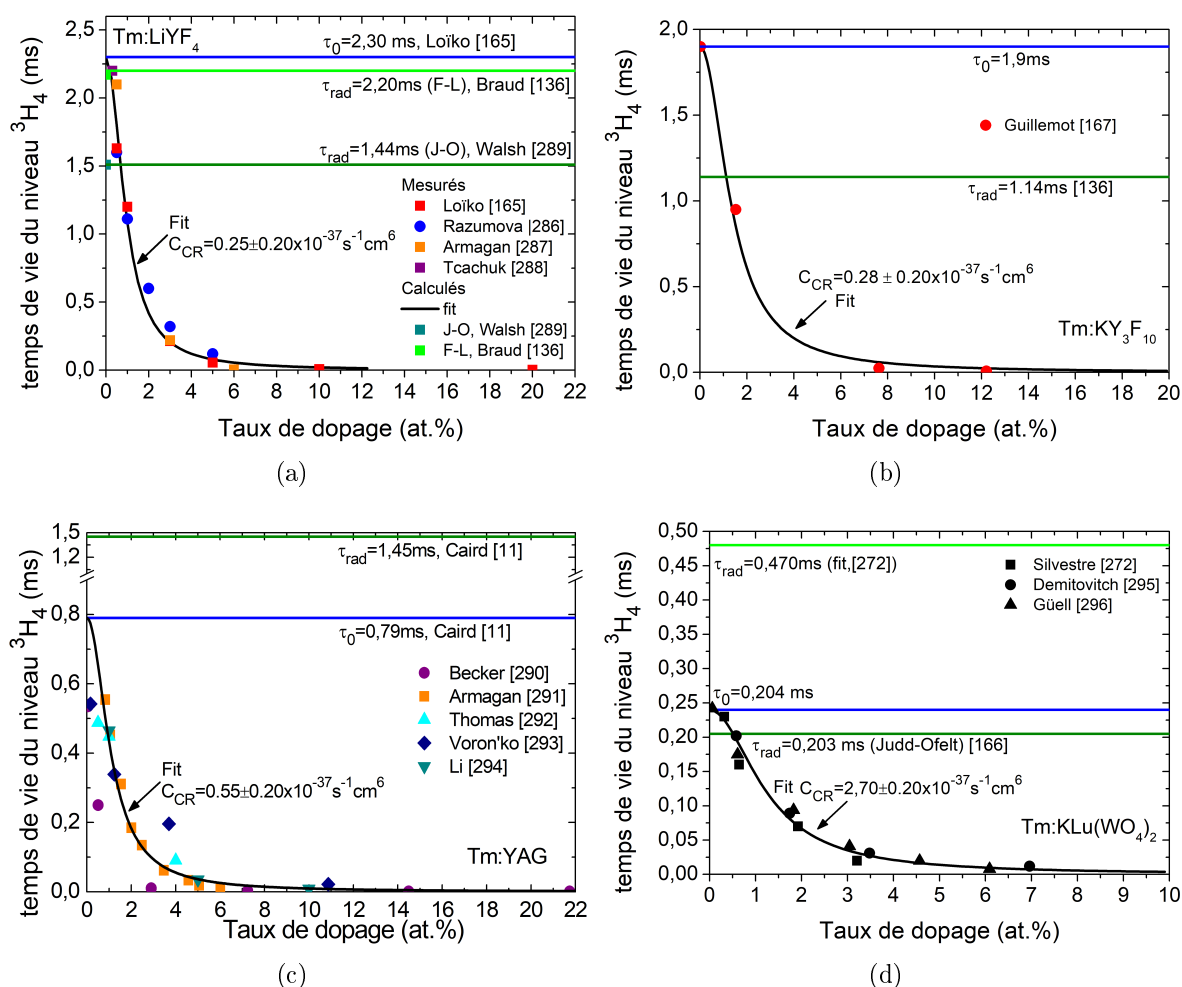 Tm:LiYF4
τ0=2,30 ms, Loïko [165]
τrad=2,20ms (F-L), Braud [136]
τrad=1,44ms (J-O), Walsh [289]
Mesurés
Loïko [165]
Razumova |286]
Armagan [287]
Tcachuk [288]
Calculés
fit
J-O, Walsh [289]
F-L, Braud [136]
Fit
CCR=0.25±0.20x10-37s-1cm6
temps de vie du niveau 3H4 (ms)
2,5
2,0
1,5
1,0
0,5
0,0
0 2 4 6 8 10 12 14 16 18 20 22
Taux de dopage (at.%)
(a)
τ0=1,9ms
Guillemot [167]
τrad=1.14ms [136]
CCR=0.28 ± 0.20x10-37s-1cm6
Fit
Tm:KY3F10
temps de vie du niveau 3H4 (ms)
2,0
1,5
1,0
0,5
0,0
0 2 4 6 8 10 12 14 16 18 20
Taux de dopage (at.%)
(b)
τrad=1,45ms, Caird [11]
τ0=0,79ms, Caird [11]
Becker [290]
Armagan [291]
Thomas [292]
Voron'ko [293]
Li [294]
Fit
CCR=0.55±0.20x10-37s-1cm6
Tm:YAG
temps de vie du niveau 3H4 (ms)
1,5
1,2
0,8
0,6
0,4
0,2
0,0
0 2 4 6 8 10 12 14 16 18 20 22
Taux de dopage (at.%)
(c)
τrad=0,470ms (fit,[272])
Silvestre [272]
Demitovitch [295]
Güell [296]
τ0=0,204 ms
τrad=0,203 ms (Judd-Ofelt) [166]
Fit CCR=2,70±0.20x10-37s-1cm6
Tm:KLu(WO4)2
temps de vie du niveau 3H4 (ms)
0,50
0,45
0,40
0,35
0,30
0,25
0,20
0,15
0,10
0,05
0,00
0 1 2 3 4 5 6 7 8 9 10
Taux de dopage (at.%)
(d)